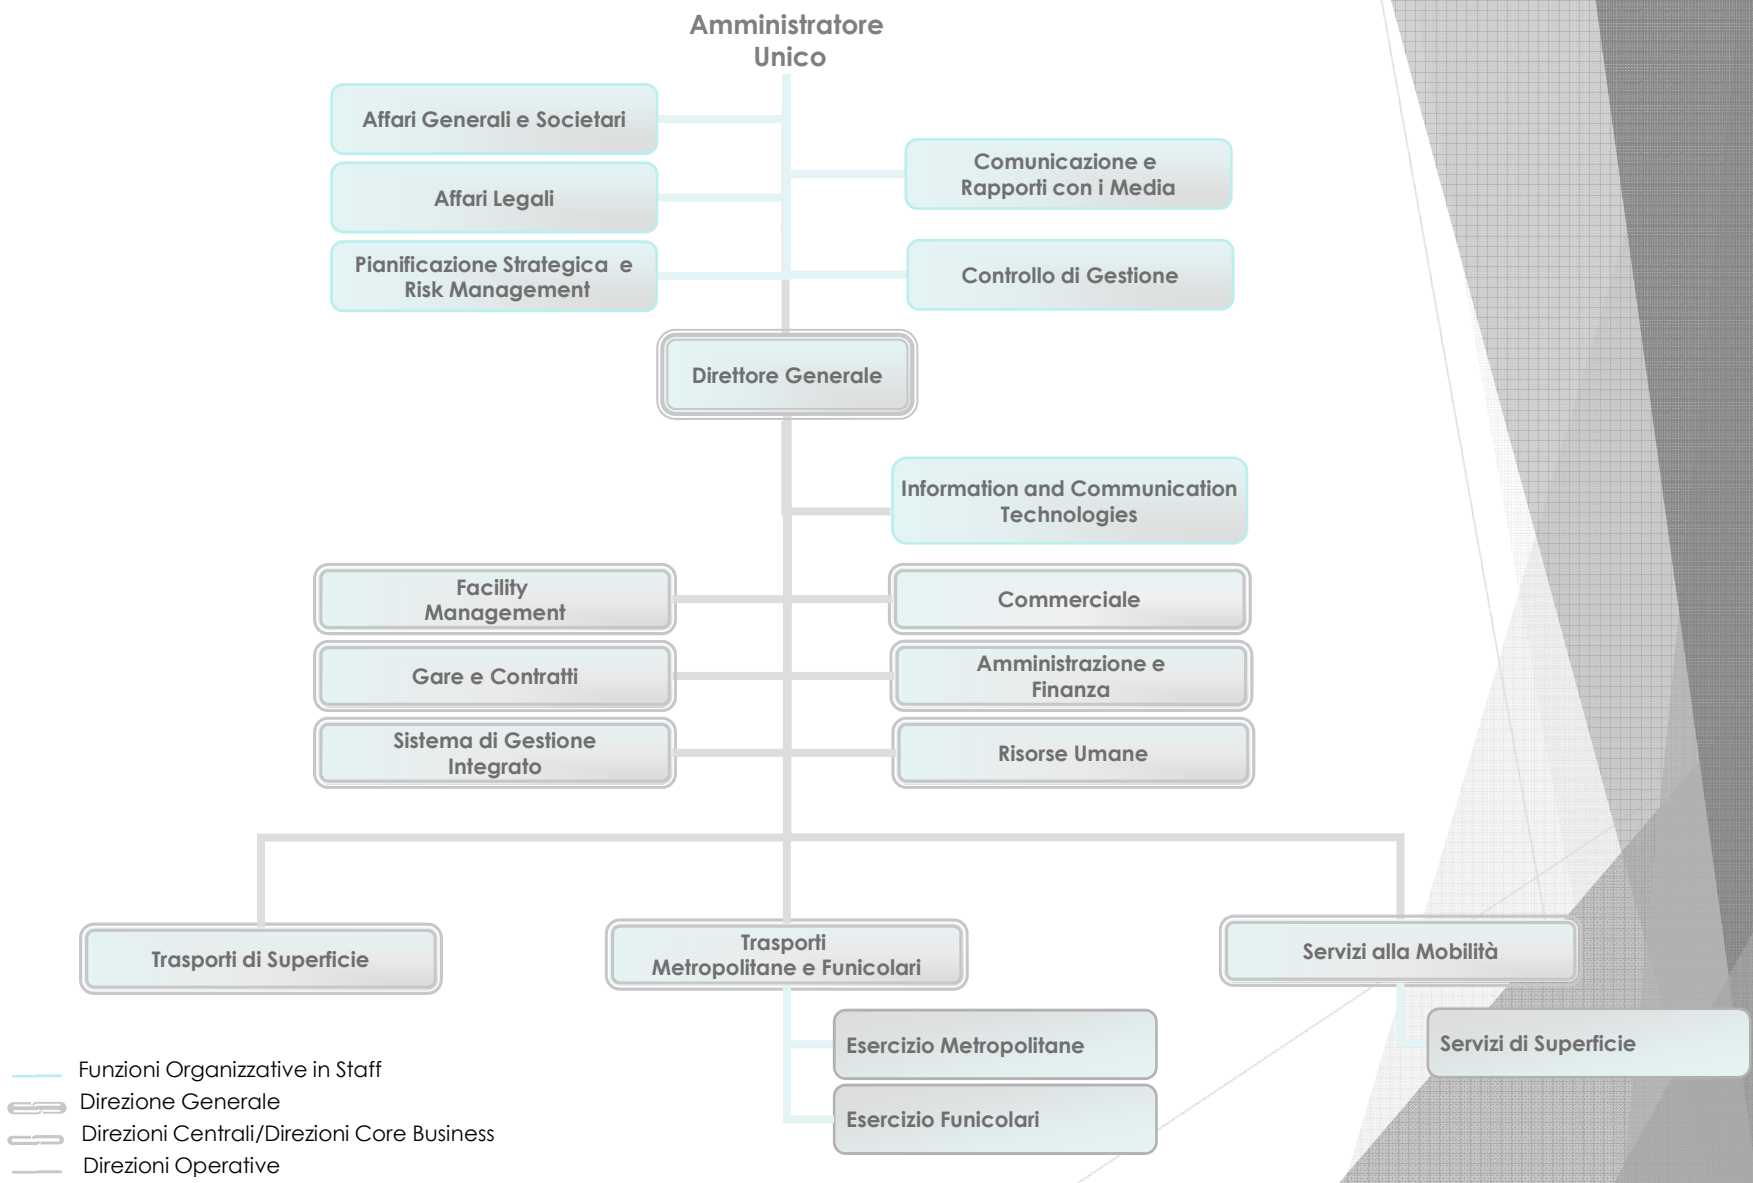 Amministratore
Unico
Affari Generali e Societari
Comunicazione e
Rapporti con i Media
Affari Legali
Pianificazione Strategica e
Risk Management
Controllo di Gestione
Direttore Generale
Information and Communication
Technologies
Facility
Management
Commerciale
Gare e Contratti
Amministrazione e
Finanza
Sistema di Gestione
Integrato
Risorse Umane
Trasporti di Superficie
Trasporti
Metropolitane e Funicolari
Servizi alla Mobilità
Esercizio Metropolitane
Servizi di Superficie
Esercizio Funicolari
Funzioni Organizzative in Staff
Direzione Generale
Direzioni Centrali/Direzioni Core Business
Direzioni Operative